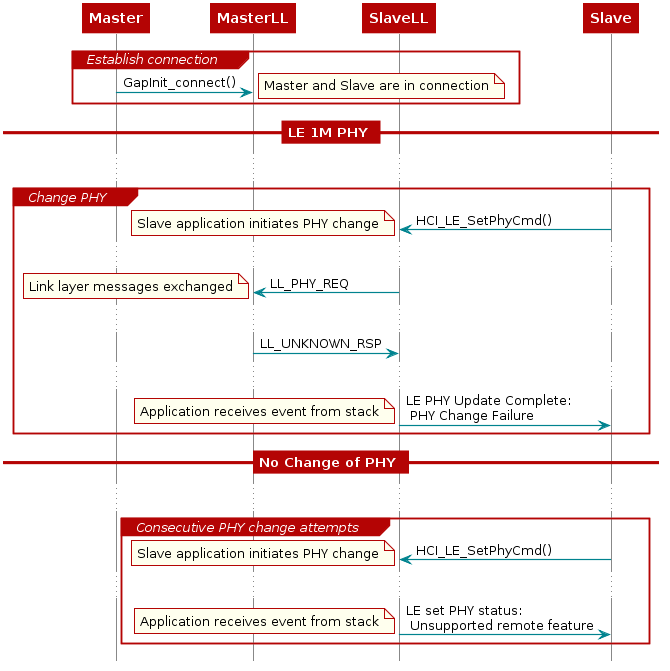 Master
MasterLL
SlaveLL
Slave
Establish connection
GapInit_connect()
Master and Slave are in connection
LE 1M PHY
Change PHY
Slave application initiates PHY change
HCI_LE_SetPhyCmd()
Link layer messages exchanged
LL_PHY_REQ
LL_UNKNOWN_RSP
Application receives event from stack
LE PHY Update Complete:
PHY Change Failure
No Change of PHY
Consecutive PHY change attempts
Slave application initiates PHY change
HCI_LE_SetPhyCmd()
Application receives event from stack
LE set PHY status:
Unsupported remote feature